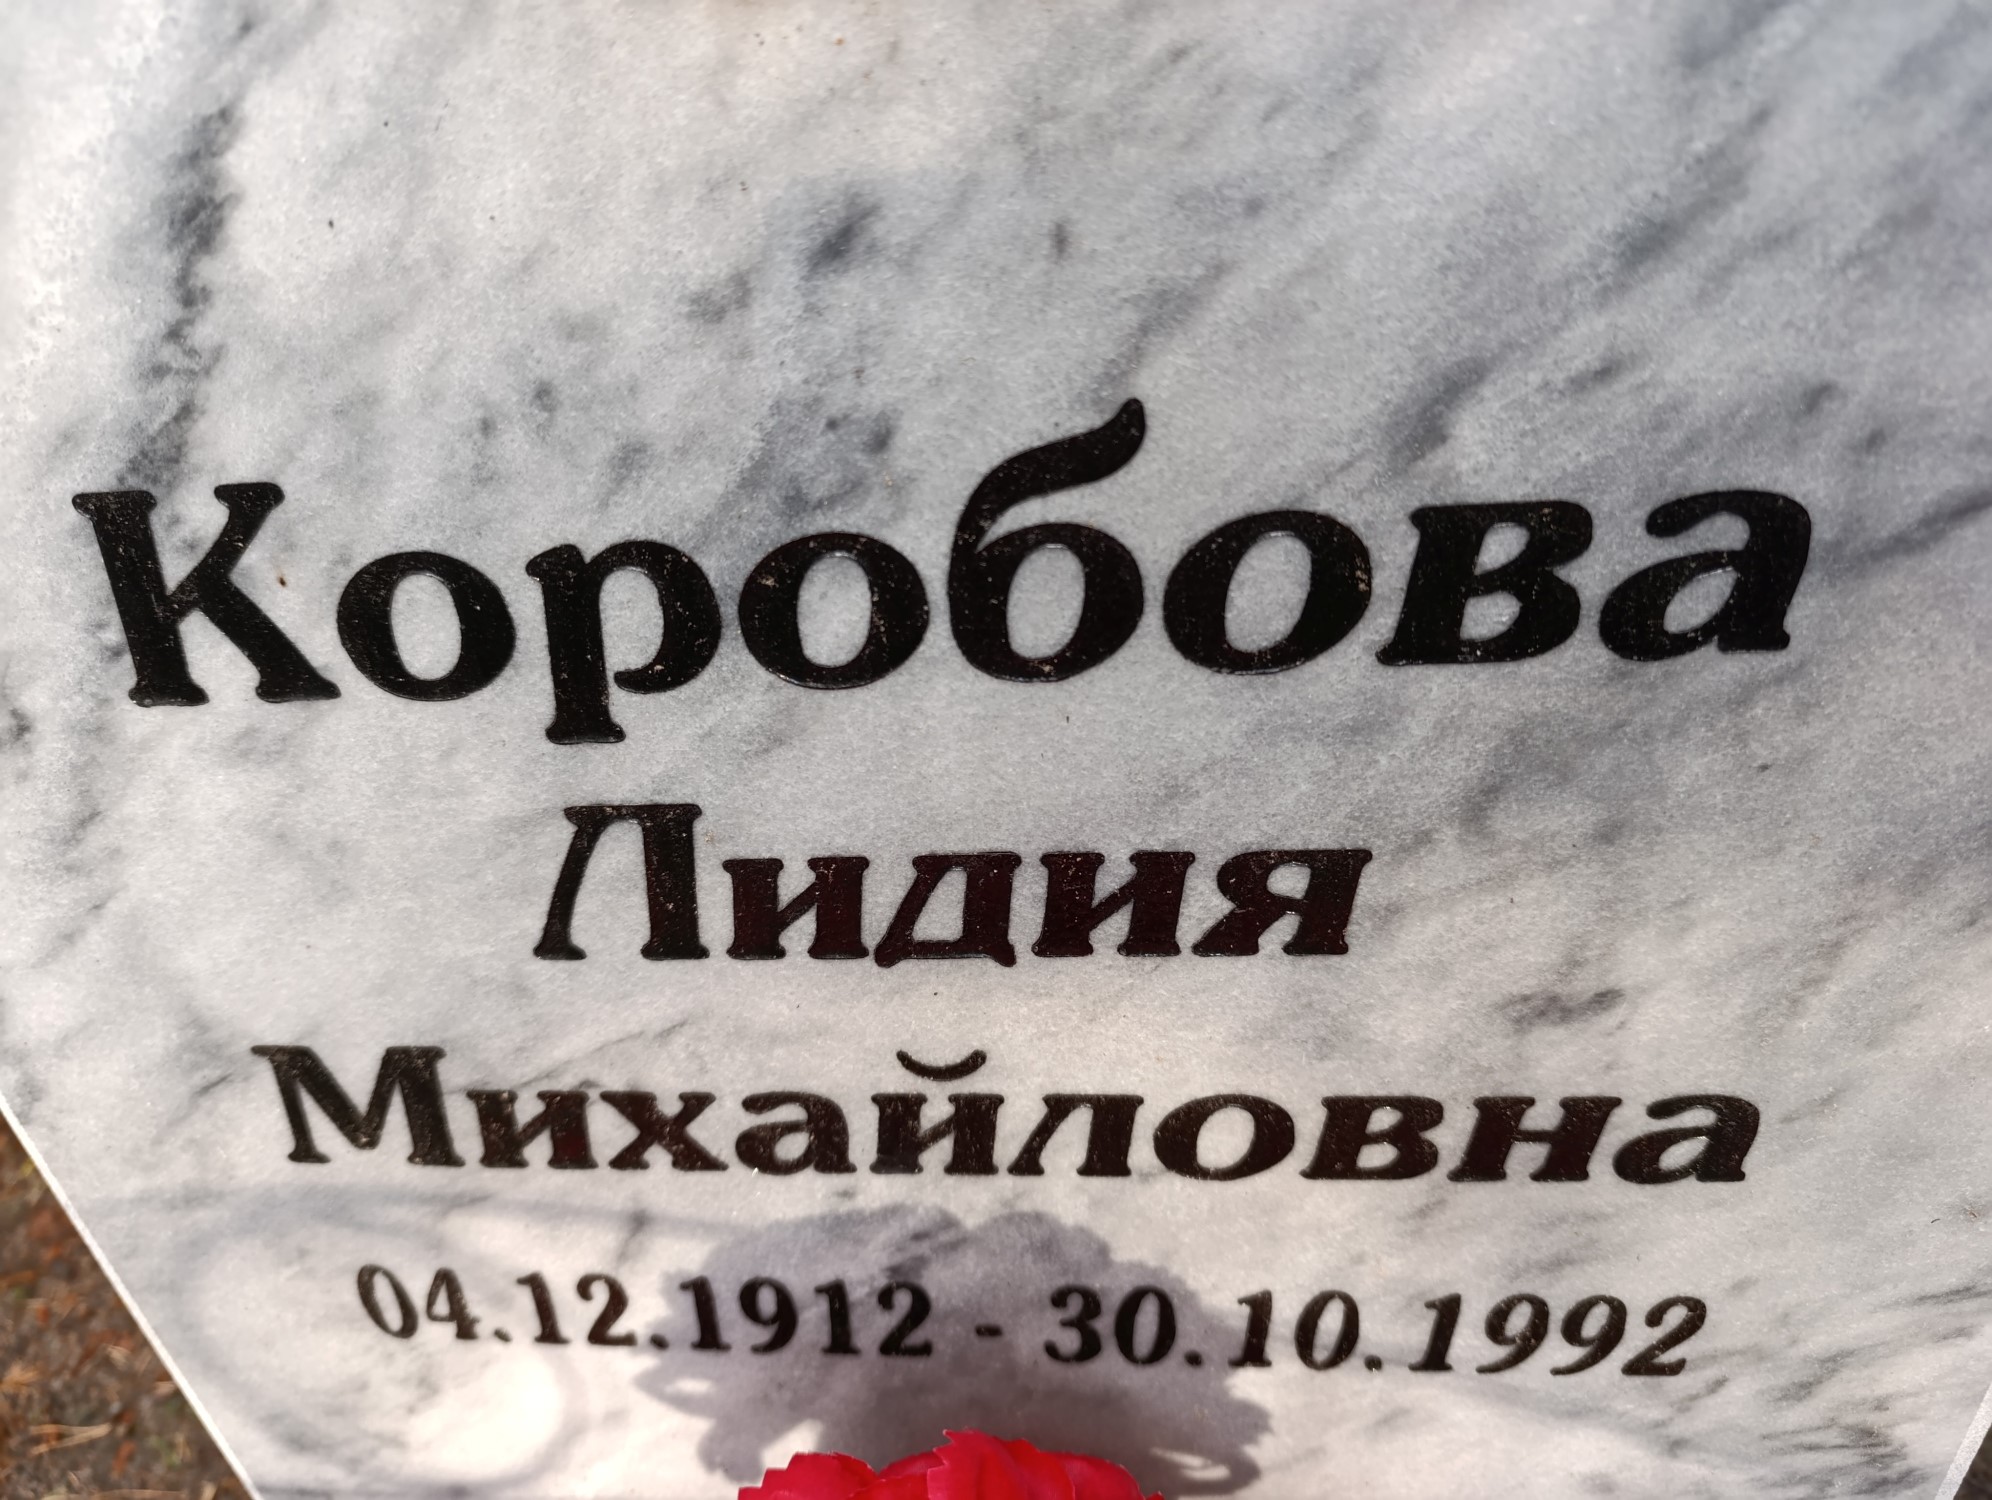 Коробова
Лидия
Михайловна
04.12.1912 - 30.10.1992